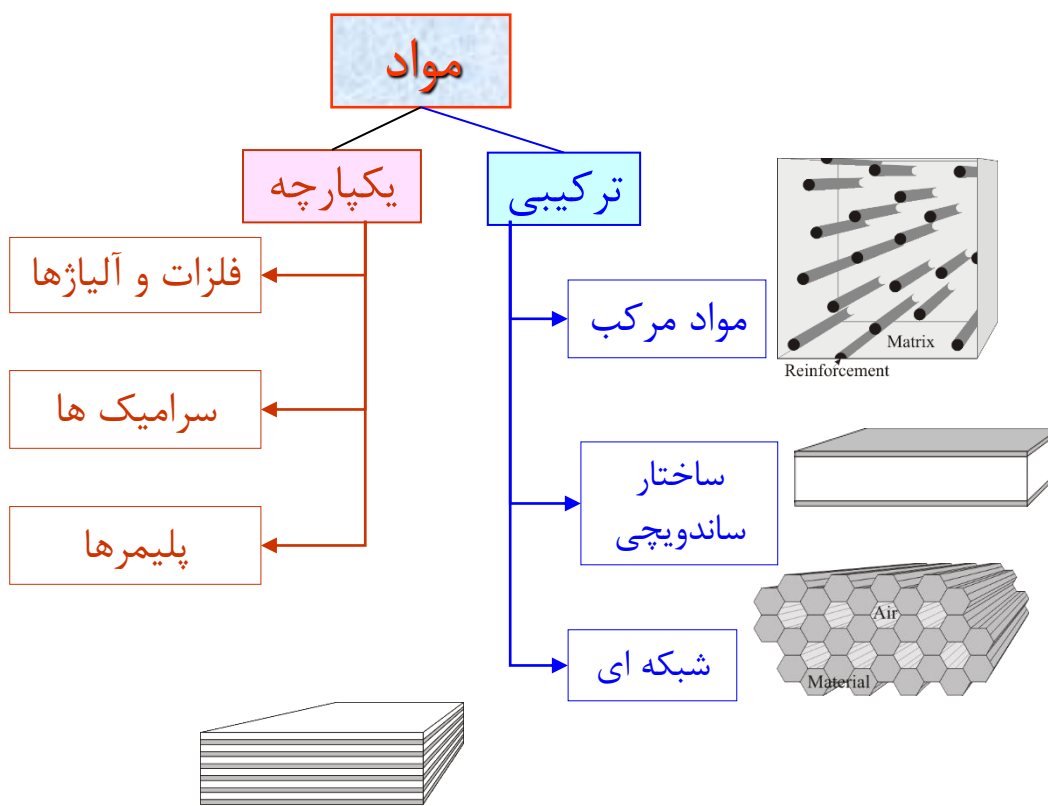 مواد
یکپارچه
ترکیبی
فلزات و آلیاژها
سرامیک ها
پلیمرها
مواد مرکب
ساختار
ساندویچی
شبکه ای
Matrix
Reinforcement
Air
Material